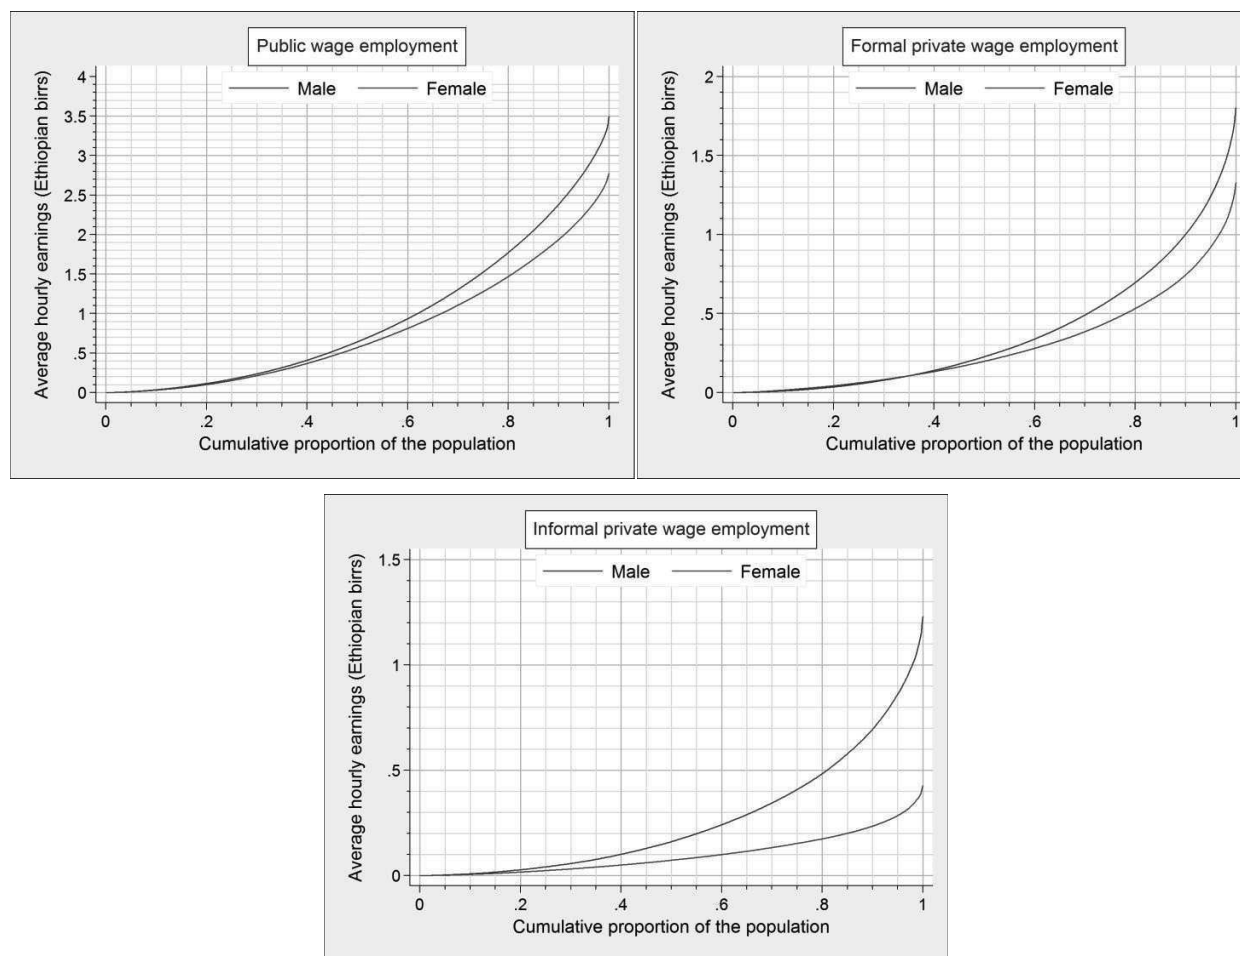 Public wage employment
Male Female
Average hourly earnings (Ethiopian birrs)
4
3.5
3
2.5
2
1.5
1
.5
0
0 .2 .4 .6 .8 1
Cumulative proportion of the population
Formal private wage employment
Male Female
Average hourly earnings (Ethiopian birrs)
2
1.5
1
.5
0
0 .2 .4 .6 .8 1
Cumulative proportion of the population
Informal private wage employment
Male Female
Average hourly earnings (Ethiopian birrs)
1.5
1
.5
0
0 .2 .4 .6 .8 1
Cumulative proportion of the population